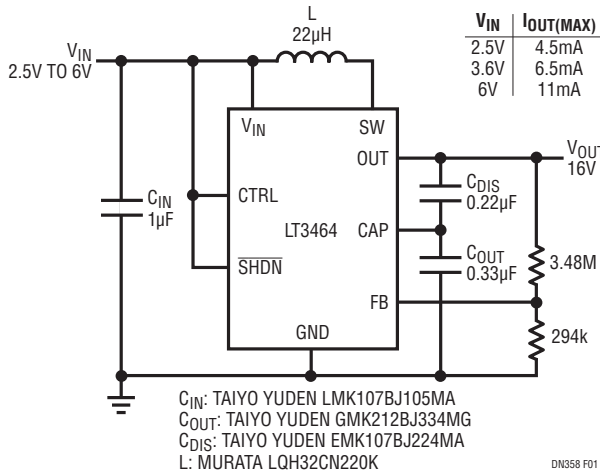 L
22µH
V_IN
2.5V TO 6V
V_IN I_OUT(MAX)
2.5V 4.5mA
3.6V 6.5mA
6V 11mA
V_IN SW
OUT
V_OUT
16V
C_IN
1µF
CTRL
LT3464
CAP
C_DIS
0.22µF
SHDN
C_OUT
0.33µF
3.48M
FB
GND
294k
C_IN: TAIYO YUDEN LMK107BJ105MA
C_OUT: TAIYO YUDEN GMK212BJ334MG
C_DIS: TAIYO YUDEN EMK107BJ224MA
L: MURATA LQH32CN220K
DN358 F01